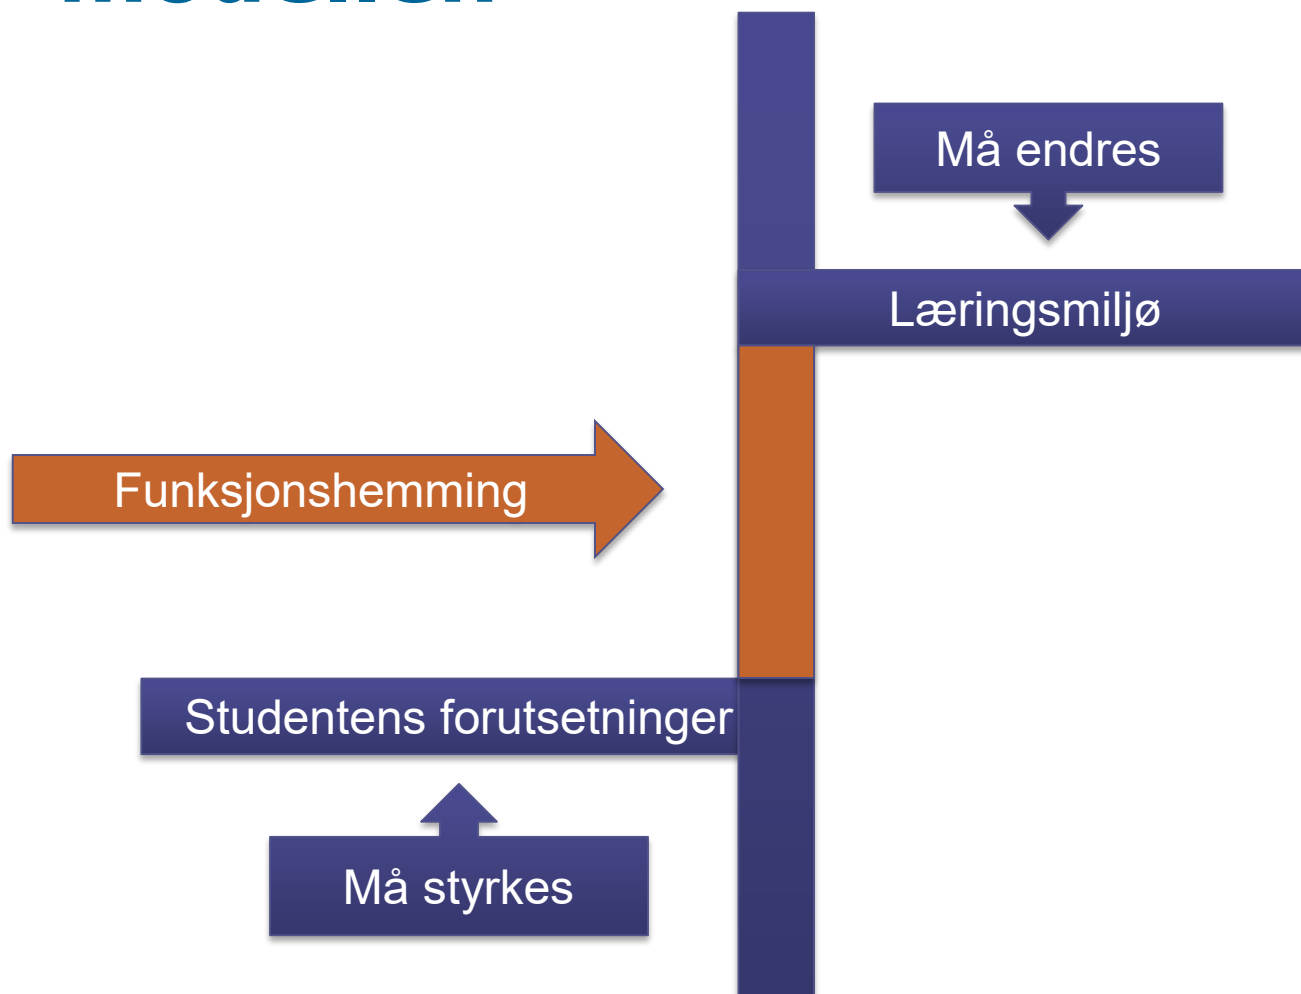 Må endres
Læringsmiljø
Funksjonshemming
Studentens forutsetninger
Må styrkes